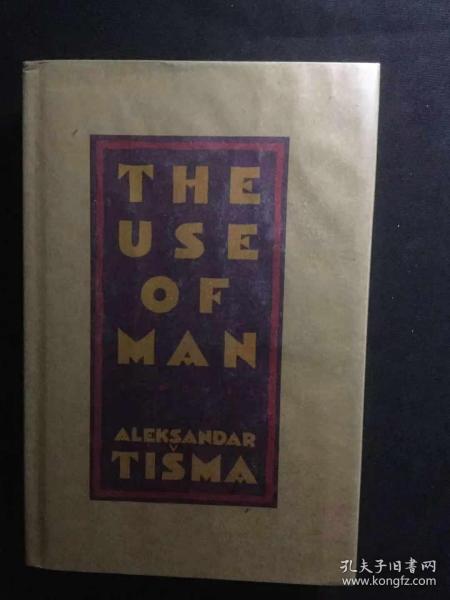 THE
USE
OF
MAN
ALEKSANDAR
TIŠMA
孔夫子旧书网
www.kongfz.com